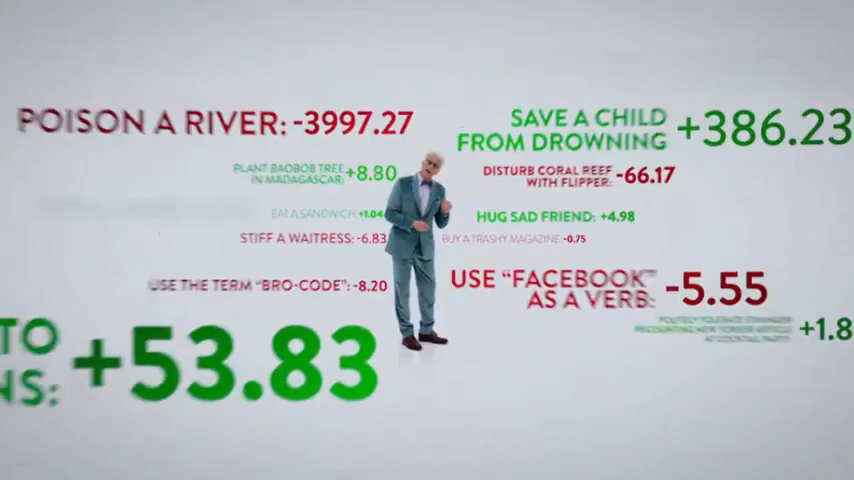 POISON A RIVER: -3997.27
SAVE A CHILD
FROM DROWNING +386.23
PLANT BAOBOB TREE
IN MADAGASCAR: +8.80
DISTURB CORAL REEF
WITH FLIPPER: -66.17
EAT A SANDWICH: +1.04
HUG SAD FRIEND: +4.98
STIFF A WAITRESS: -6.83
BUY A TRASHY MAGAZINE: -0.75
USE THE TERM "BRO-CODE": -8.20
USE "FACEBOOK"
AS A VERB: -5.55
POLITELY TOLERATE STRANGER
RECOUNTING NEW YORKER ARTICLE
AT COCKTAIL PARTY +1.8
TO
NS: +53.83